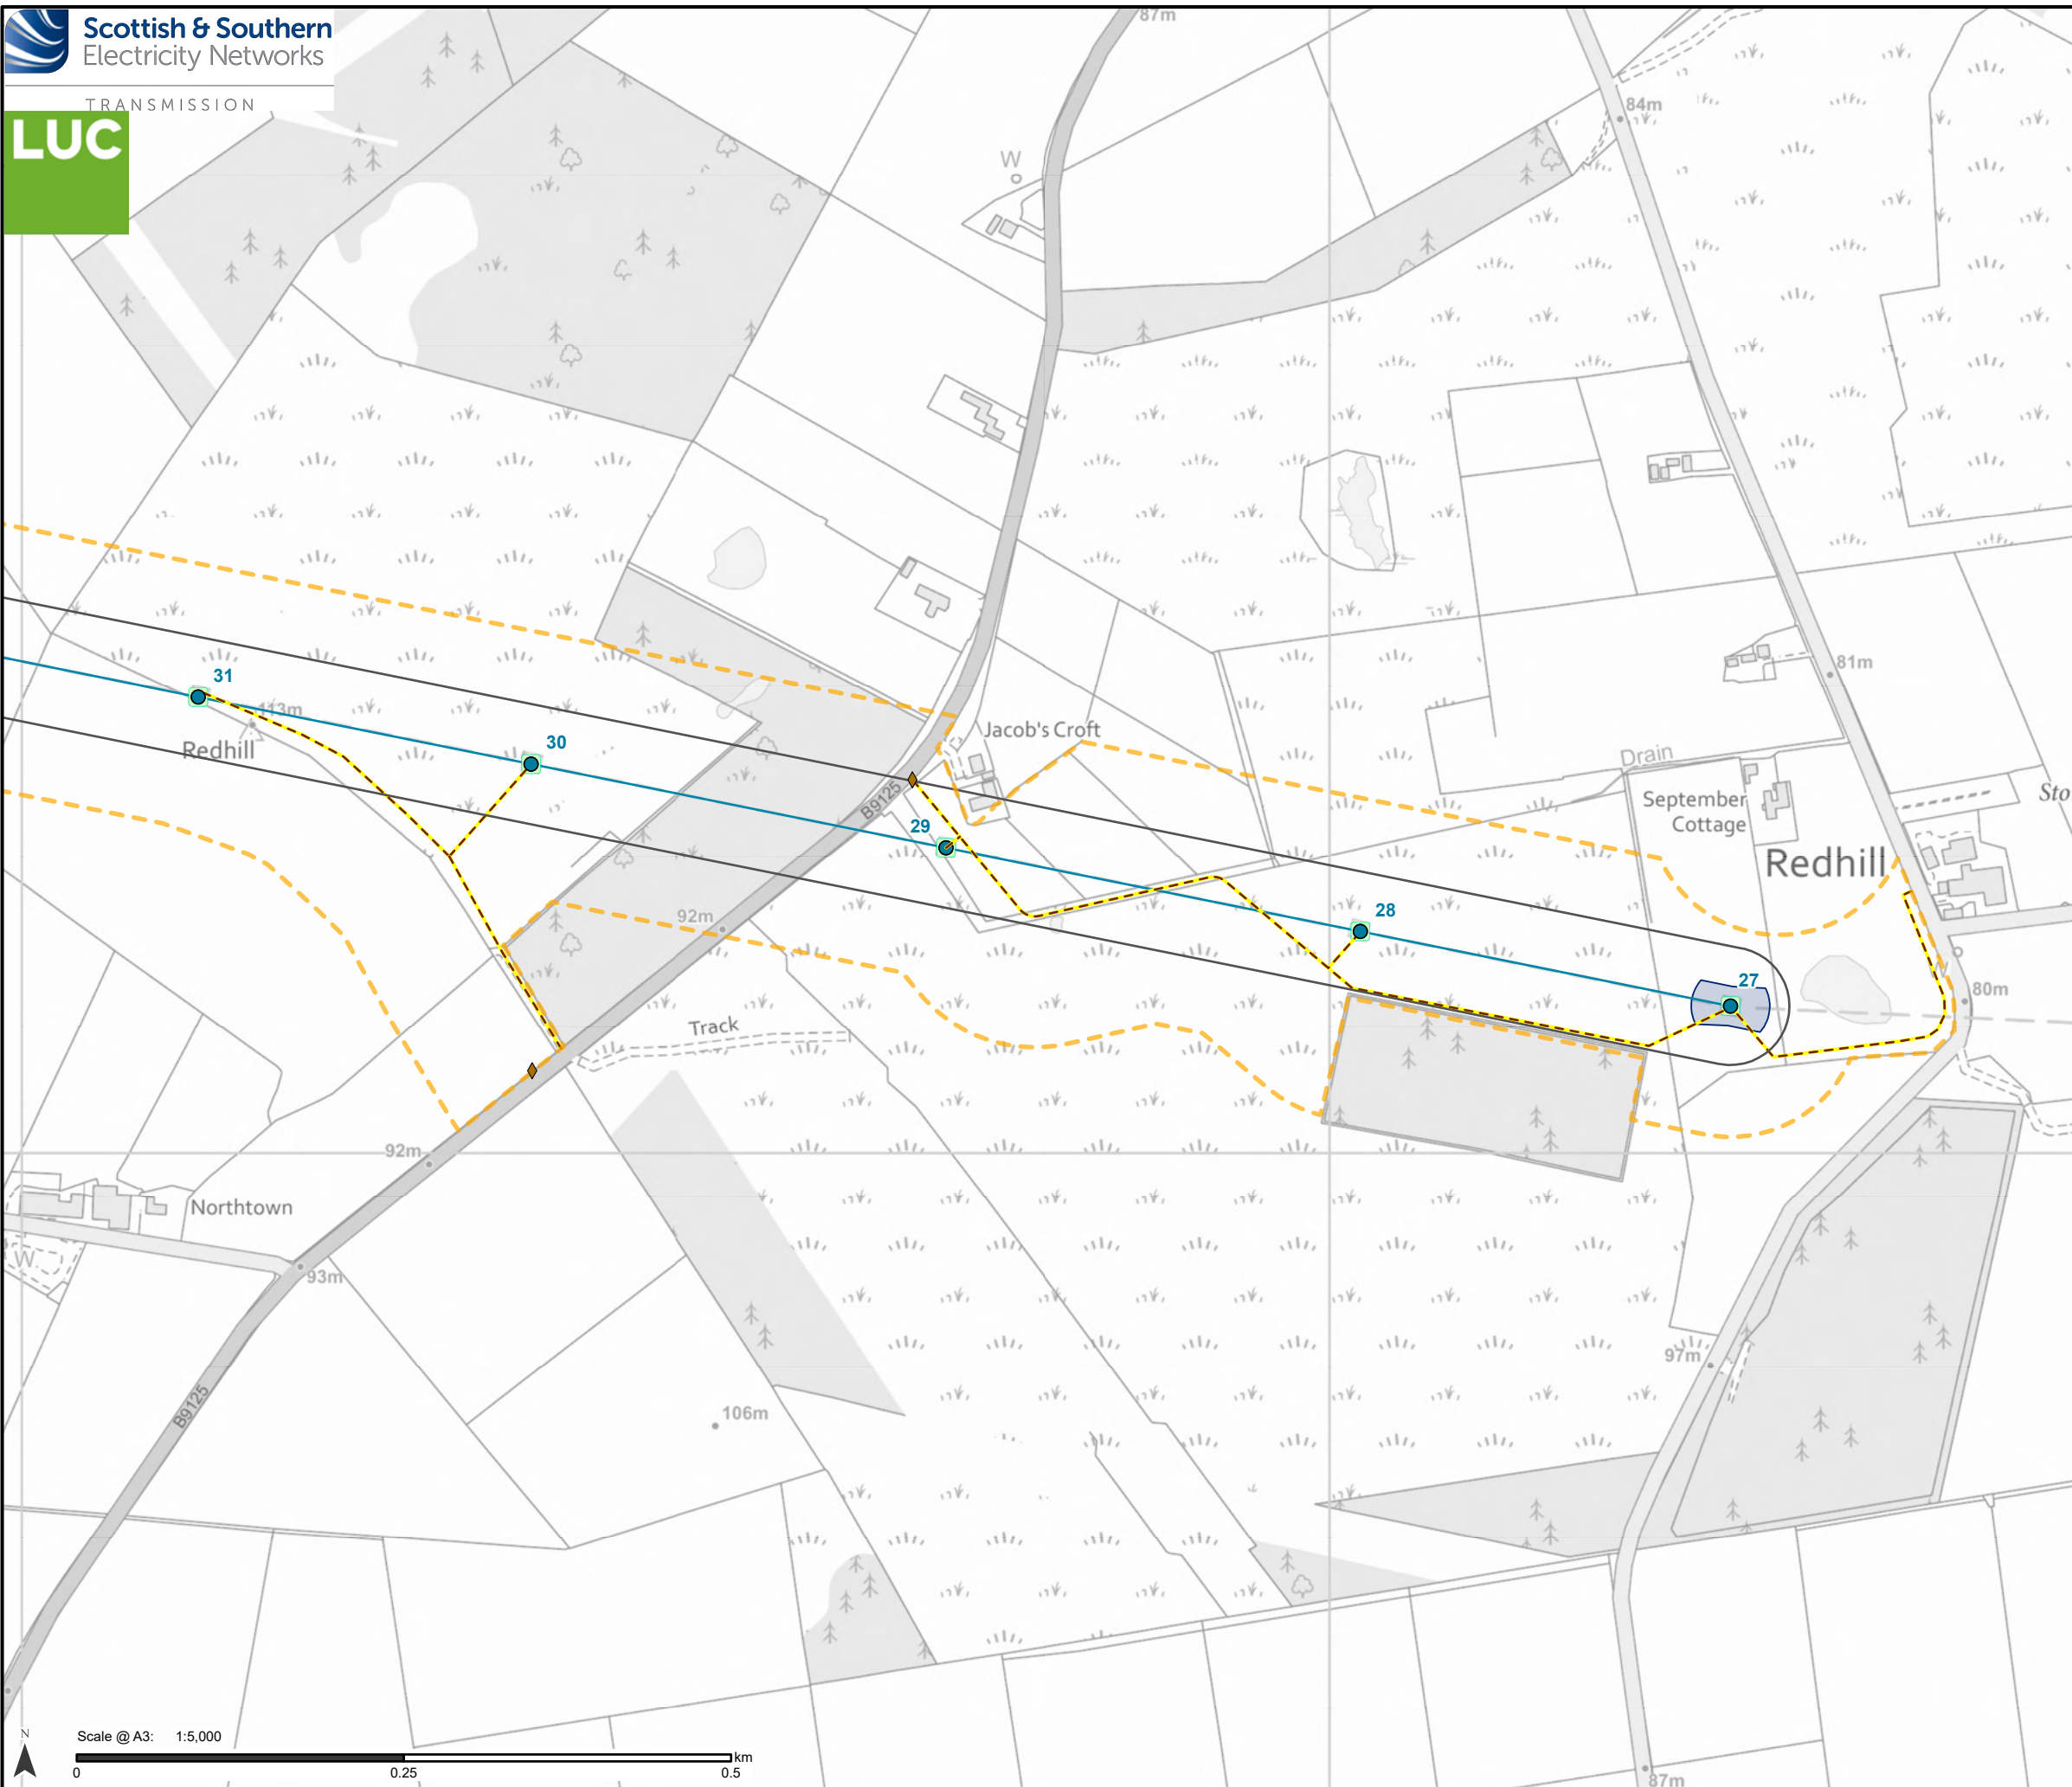 Scottish & Southern
Electricity Networks
TRANSMISSION
LUC
87m
84m
W
81m
31
113m
Redhill
30
Jacob's Croft
B9125
29
Drain
September
Cottage
Sto
Redhill
28
92m
27
80m
Track
92m
Northtown
W
93m
97m
B9125
106m
N
Scale @ A3: 1:5,000
km
0
0.25
0.5
87m